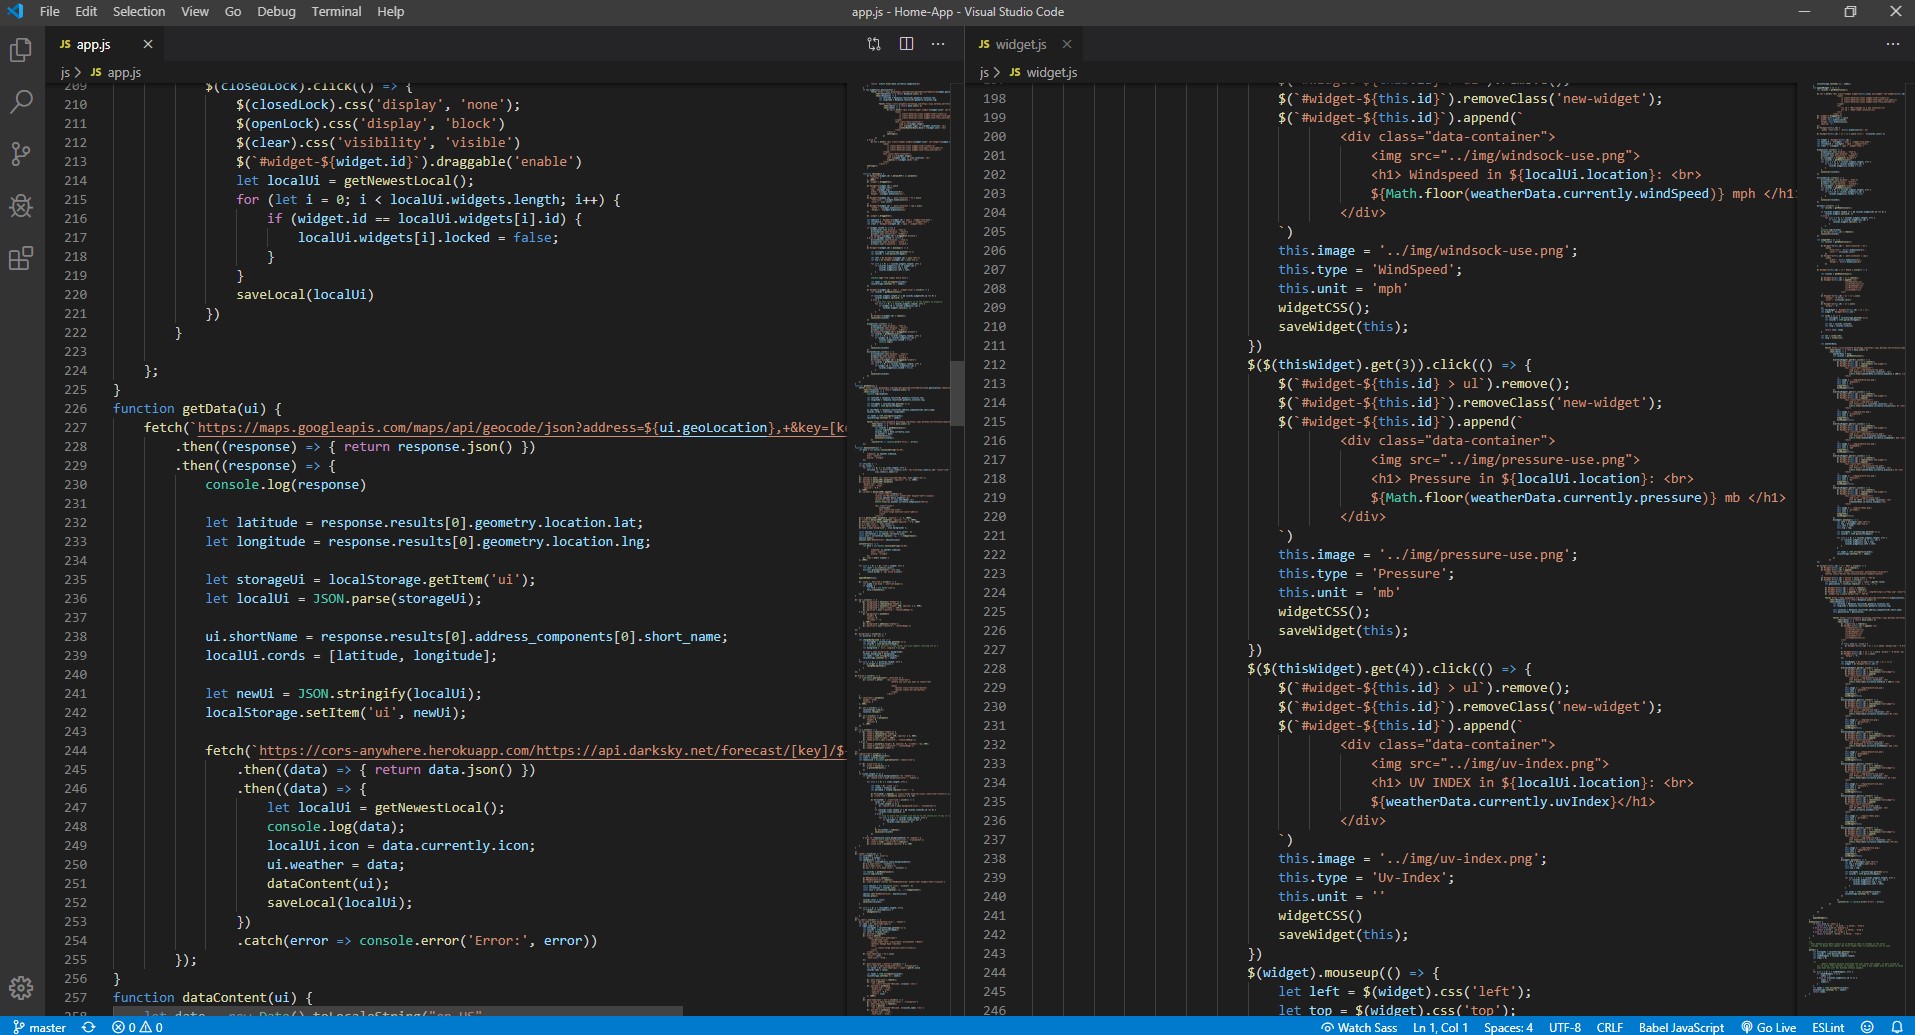 File Edit Selection View Go Debug Terminal Help
app.js - Home-App - Visual Studio Code
JS app.js ×
js > JS app.js
209 $(closedLock).click(() => {
210 $(closedLock).css('display', 'none');
211 $(openLock).css('display', 'block')
212 $(clear).css('visibility', 'visible')
213 $(`#widget-${widget.id}`).draggable('enable')
214 let localUi = getNewestLocal();
215 for (let i = 0; i < localUi.widgets.length; i++) {
216 if (widget.id == localUi.widgets[i].id) {
217 localUi.widgets[i].locked = false;
218 }
219 }
220 saveLocal(localUi)
221 })
222 }
223
224 };
225 }
226 function getData(ui) {
227 fetch(`https://maps.googleapis.com/maps/api/geocode/json?address=${ui.geoLocation},+&key=[k
228 .then((response) => { return response.json() })
229 .then((response) => {
230 console.log(response)
231
232 let latitude = response.results[0].geometry.location.lat;
233 let longitude = response.results[0].geometry.location.lng;
234
235 let storageUi = localStorage.getItem('ui');
236 let localUi = JSON.parse(storageUi);
237
238 ui.shortName = response.results[0].address_components[0].short_name;
239 localUi.cords = [latitude, longitude];
240
241 let newUi = JSON.stringify(localUi);
242 localStorage.setItem('ui', newUi);
243
244 fetch(`https://cors-anywhere.herokuapp.com/https://api.darksky.net/forecast/[key]/$
245 .then((data) => { return data.json() })
246 .then((data) => {
247 let localUi = getNewestLocal();
248 console.log(data);
249 localUi.icon = data.currently.icon;
250 ui.weather = data;
251 dataContent(ui);
252 saveLocal(localUi);
253 })
254 .catch(error => console.error('Error:', error))
255 });
256 }
257 function dataContent(ui) {
258 let date = new Date().toLocaleString("en-US"
JS widget.js ×
js > JS widget.js
198 $(`#widget-${this.id}`).removeClass('new-widget');
199 $(`#widget-${this.id}`).append(`
200 <div class="data-container">
201 <img src="../img/windsock-use.png">
202 <h1> Windspeed in ${localUi.location}: <br>
203 ${Math.floor(weatherData.currently.windSpeed)} mph </h1
204 </div>
205 `)
206 this.image = '../img/windsock-use.png';
207 this.type = 'WindSpeed';
208 this.unit = 'mph'
209 widgetCSS();
210 saveWidget(this);
211 })
212 $($(thisWidget).get(3)).click(() => {
213 $(`#widget-${this.id} > ul`).remove();
214 $(`#widget-${this.id}`).removeClass('new-widget');
215 $(`#widget-${this.id}`).append(`
216 <div class="data-container">
217 <img src="../img/pressure-use.png">
218 <h1> Pressure in ${localUi.location}: <br>
219 ${Math.floor(weatherData.currently.pressure)} mb </h1>
220 </div>
221 `)
222 this.image = '../img/pressure-use.png';
223 this.type = 'Pressure';
224 this.unit = 'mb'
225 widgetCSS();
226 saveWidget(this);
227 })
228 $($(thisWidget).get(4)).click(() => {
229 $(`#widget-${this.id} > ul`).remove();
230 $(`#widget-${this.id}`).removeClass('new-widget');
231 $(`#widget-${this.id}`).append(`
232 <div class="data-container">
233 <img src="../img/uv-index.png">
234 <h1> UV INDEX in ${localUi.location}: <br>
235 ${weatherData.currently.uvIndex}</h1>
236 </div>
237 `)
238 this.image = '../img/uv-index.png';
239 this.type = 'Uv-Index';
240 this.unit = ''
241 widgetCSS()
242 saveWidget(this);
243 })
244 $(widget).mouseup(() => {
245 let left = $(widget).css('left');
246 let top = $(widget).css('top');
master 0 0
Watch Sass Ln 1, Col 1 Spaces: 4 UTF-8 CRLF Babel JavaScript Go Live ESLint